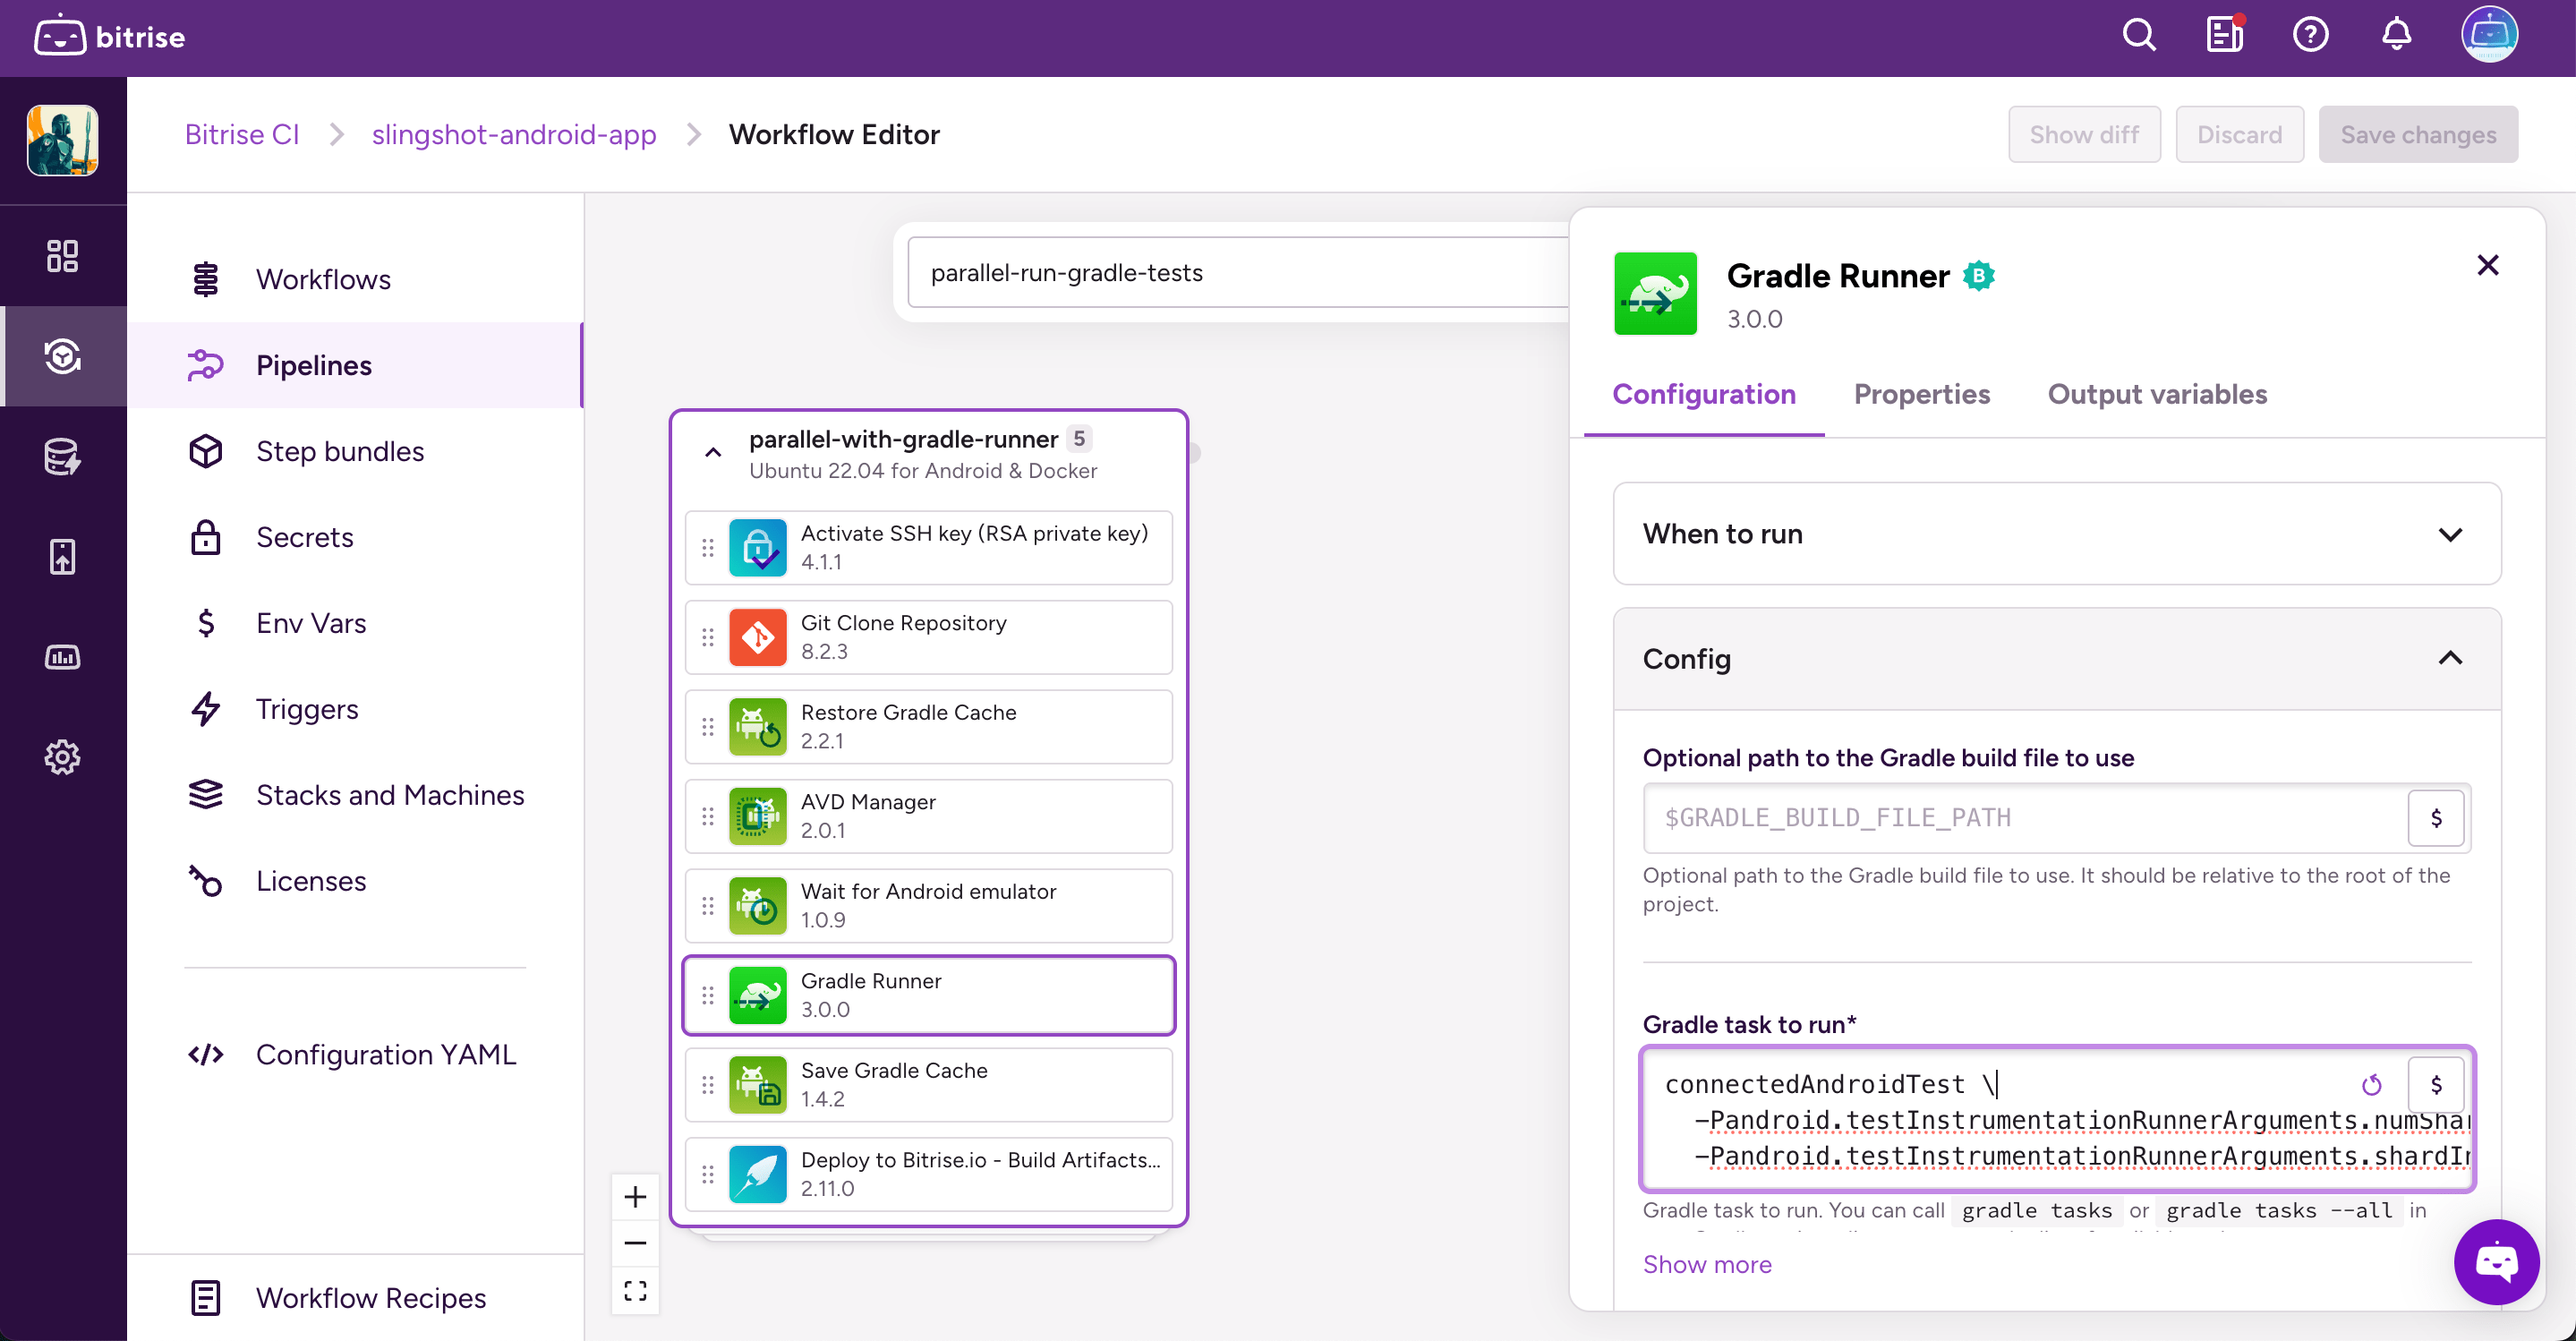 bitrise
Bitrise CI
slingshot-android-app
Workflow Editor
Show diff
Discard
Save changes
Workflows
Pipelines
Step bundles
Secrets
Env Vars
Triggers
Stacks and Machines
Licenses
Configuration YAML
Workflow Recipes
parallel-run-gradle-tests
parallel-with-gradle-runner 5
Ubuntu 22.04 for Android & Docker
Activate SSH key (RSA private key)
4.1.1
Git Clone Repository
8.2.3
Restore Gradle Cache
2.2.1
AVD Manager
2.0.1
Wait for Android emulator
1.0.9
Gradle Runner
3.0.0
Save Gradle Cache
1.4.2
Deploy to Bitrise.io - Build Artifacts...
2.11.0
Gradle Runner B
3.0.0
Configuration
Properties
Output variables
When to run
Config
Optional path to the Gradle build file to use
$GRADLE_BUILD_FILE_PATH
$
Optional path to the Gradle build file to use. It should be relative to the root of the
project.
Gradle task to run*
connectedAndroidTest \
$
-Pandroid.testInstrumentationRunnerArguments.numShar
-Pandroid.testInstrumentationRunnerArguments.shardIn
Gradle task to run. You can call gradle tasks or gradle tasks --all in
Show more